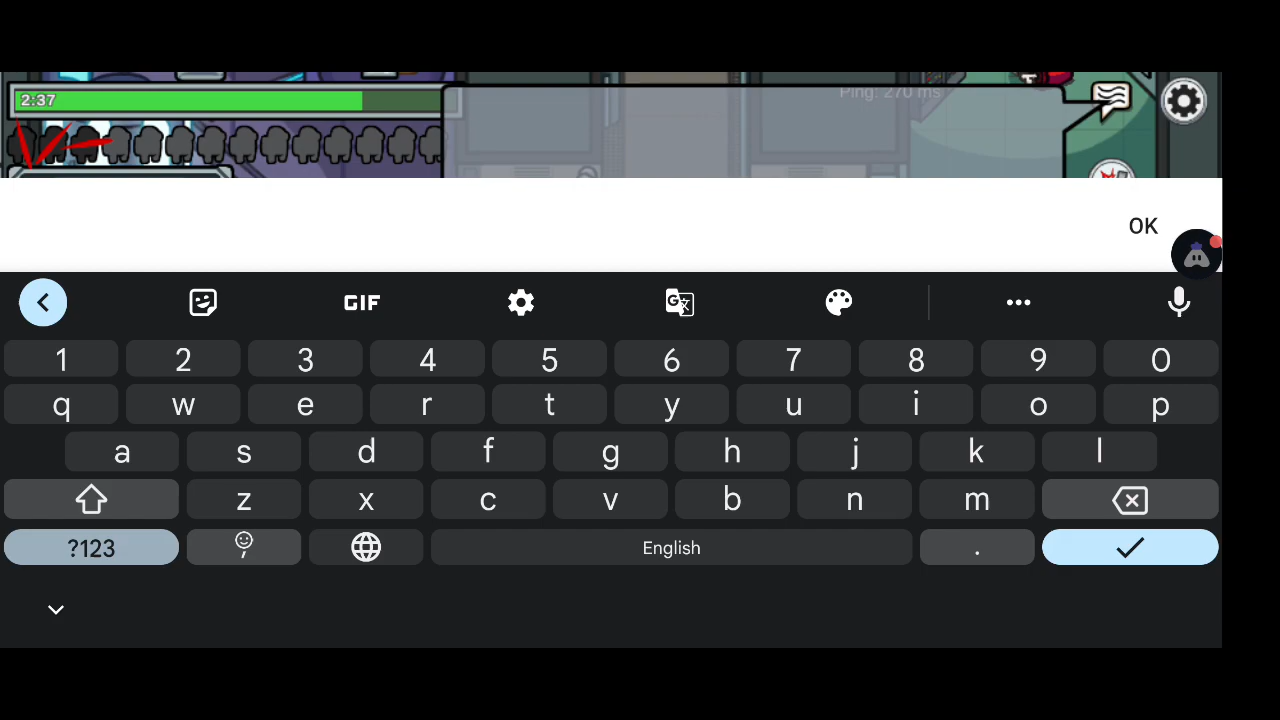 2:37
Ping: 270 ms
OK
GIF
1 2 3 4 5 6 7 8 9 0
q w e r t y u i o p
a s d f g h j k l
z x c v b n m
?123 , English .